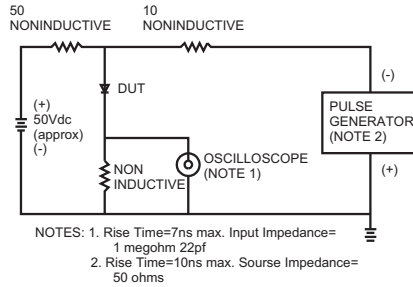 50
NONINDUCTIVE
10
NONINDUCTIVE
(+)
50Vdc
(approx)
(-)
DUT
NON
INDUCTIVE
OSCILLOSCOPE
(NOTE 1)
(-)
PULSE
GENERATOR
(NOTE 2)
(+)
NOTES: 1. Rise Time=7ns max. Input Impedance=
1 megohm 22pf
2. Rise Time=10ns max. Sourse Impedance=
50 ohms